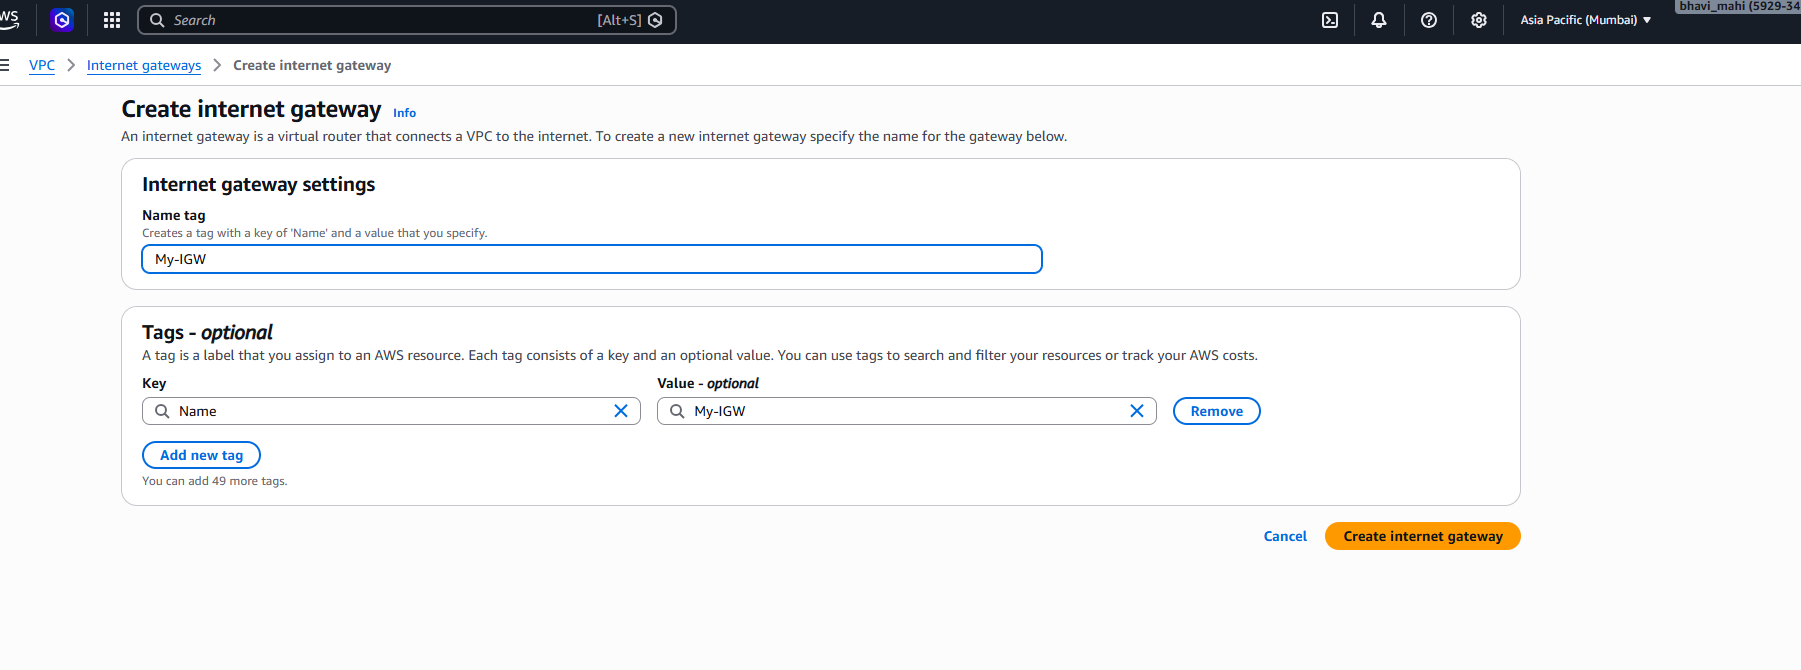 Search [Alt+S] Asia Pacific (Mumbai) bhavi_mahi (5929-34
VPC Internet gateways Create internet gateway
Create internet gateway Info
An internet gateway is a virtual router that connects a VPC to the internet. To create a new internet gateway specify the name for the gateway below.
Internet gateway settings
Name tag
Creates a tag with a key of 'Name' and a value that you specify.
My-IGW
Tags - optional
A tag is a label that you assign to an AWS resource. Each tag consists of a key and an optional value. You can use tags to search and filter your resources or track your AWS costs.
Key Value - optional
Name My-IGW Remove
Add new tag
You can add 49 more tags.
Cancel Create internet gateway